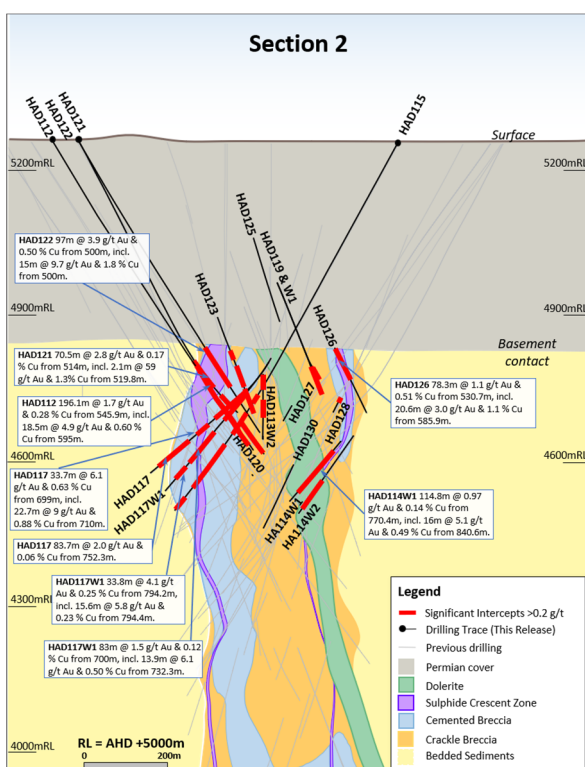 Section 2
HAD112
HAD122
HAD121
HAD115
Surface
5200mRL
5200mRL
HAD125
HAD119 & W1
HAD122 97m @ 3.9 g/t Au &
0.50 % Cu from 500m, incl.
15m @ 9.7 g/t Au & 1.8 % Cu
from 500m.
HAD123
4900mRL
4900mRL
HAD126
Basement
contact
HAD121 70.5m @ 2.8 g/t Au & 0.17
% Cu from 514m, incl. 2.1m @ 59
g/t Au & 1.3% Cu from 519.8m.
HAD126 78.3m @ 1.1 g/t Au &
0.51 % Cu from 530.7m, incl.
20.6m @ 3.0 g/t Au & 1.1 % Cu
from 585.9m.
HAD112 196.1m @ 1.7 g/t Au &
0.28 % Cu from 545.9m, incl.
18.5m @ 4.9 g/t Au & 0.60 %
Cu from 595m.
HAD113W2
HAD127
HAD128
HAD120
HAD130
4600mRL
4600mRL
HAD117
HAD117W1
HAD117 33.7m @ 6.1
g/t Au & 0.63 % Cu
from 699m, incl.
22.7m @ 9 g/t Au &
0.88 % Cu from 710m.
HA114W1
HA114W2
HAD114W1 114.8m @ 0.97
g/t Au & 0.14 % Cu from
770.4m, incl. 16m @ 5.1 g/t
Au & 0.49 % Cu from 840.6m.
HAD117 83.7m @ 2.0 g/t Au &
0.06 % Cu from 752.3m.
HAD117W1 33.8m @ 4.1 g/t
Au & 0.25 % Cu from 794.2m,
incl. 15.6m @ 5.8 g/t Au &
0.23 % Cu from 794.4m.
4300mRL
HAD117W1 83m @ 1.5 g/t Au & 0.12
% Cu from 700m, incl. 13.9m @ 6.1
g/t Au & 0.50 % Cu from 732.3m.
Legend
Significant Intercepts >0.2 g/t
Drilling Trace (This Release)
Previous drilling
Permian cover
Dolerite
Sulphide Crescent Zone
Cemented Breccia
Crackle Breccia
Bedded Sediments
4000mRL
RL = AHD +5000m
0 200m